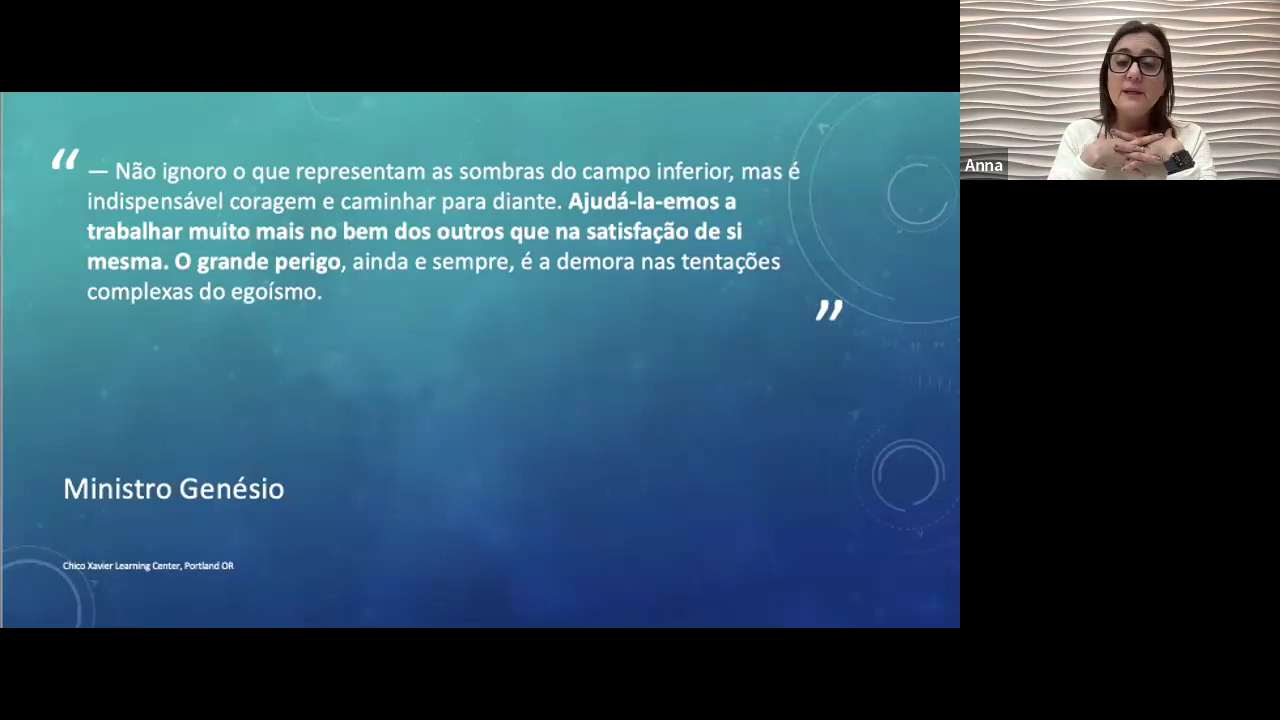 “ — Não ignoro o que representam as sombras do campo inferior, mas é
indispensável coragem e caminhar para diante. Ajudá-la-emos a
trabalhar muito mais no bem dos outros que na satisfação de si
mesma. O grande perigo, ainda e sempre, é a demora nas tentações
complexas do egoísmo.
”
Ministro Genésio
Chico Xavier Learning Center, Portland OR
Anna